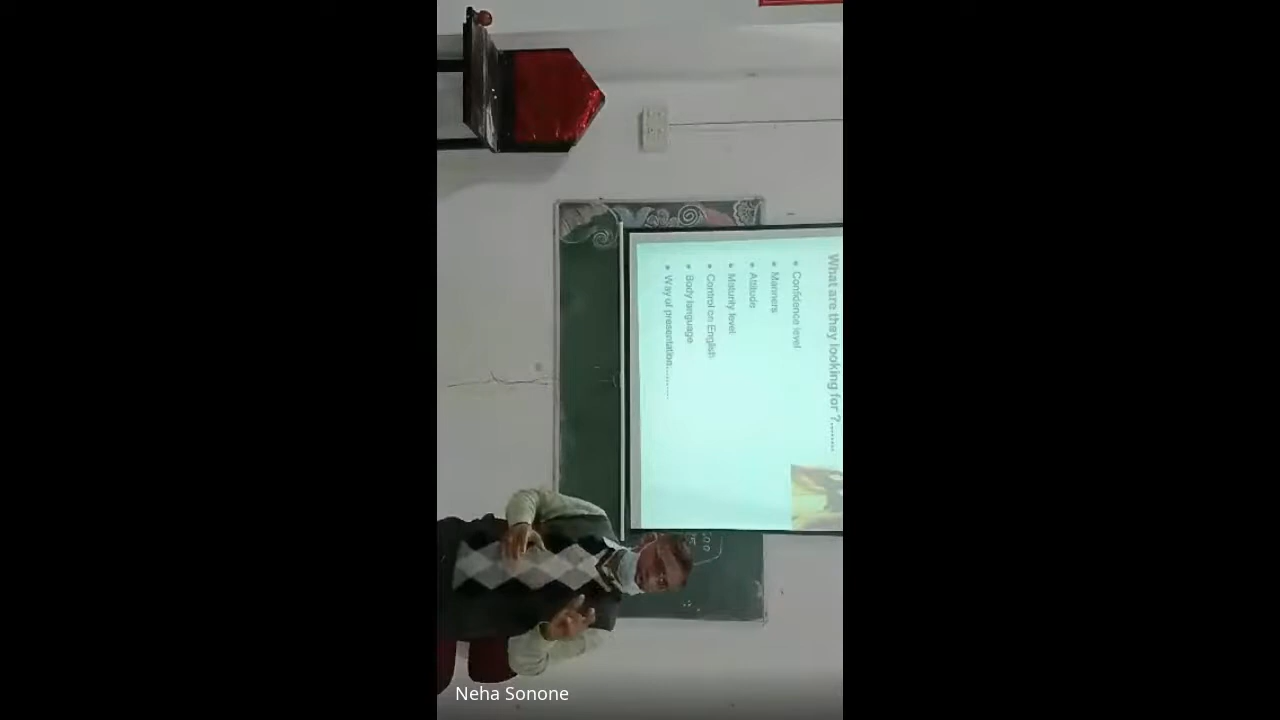 What are they looking for ?........
Confidence level
Manners
Attitude
Maturity level
Control on English
Body language
Way of presentation...........
Neha Sonone